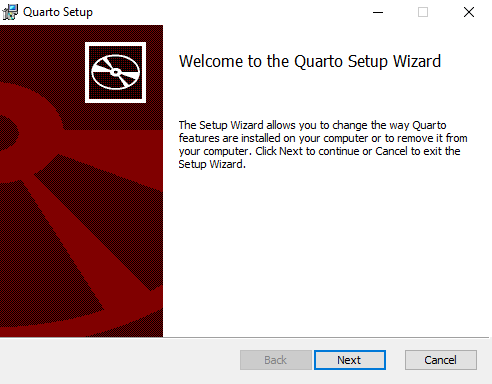 Quarto Setup
Welcome to the Quarto Setup Wizard
The Setup Wizard allows you to change the way Quarto
features are installed on your computer or to remove it from
your computer. Click Next to continue or Cancel to exit the
Setup Wizard.
Back Next Cancel